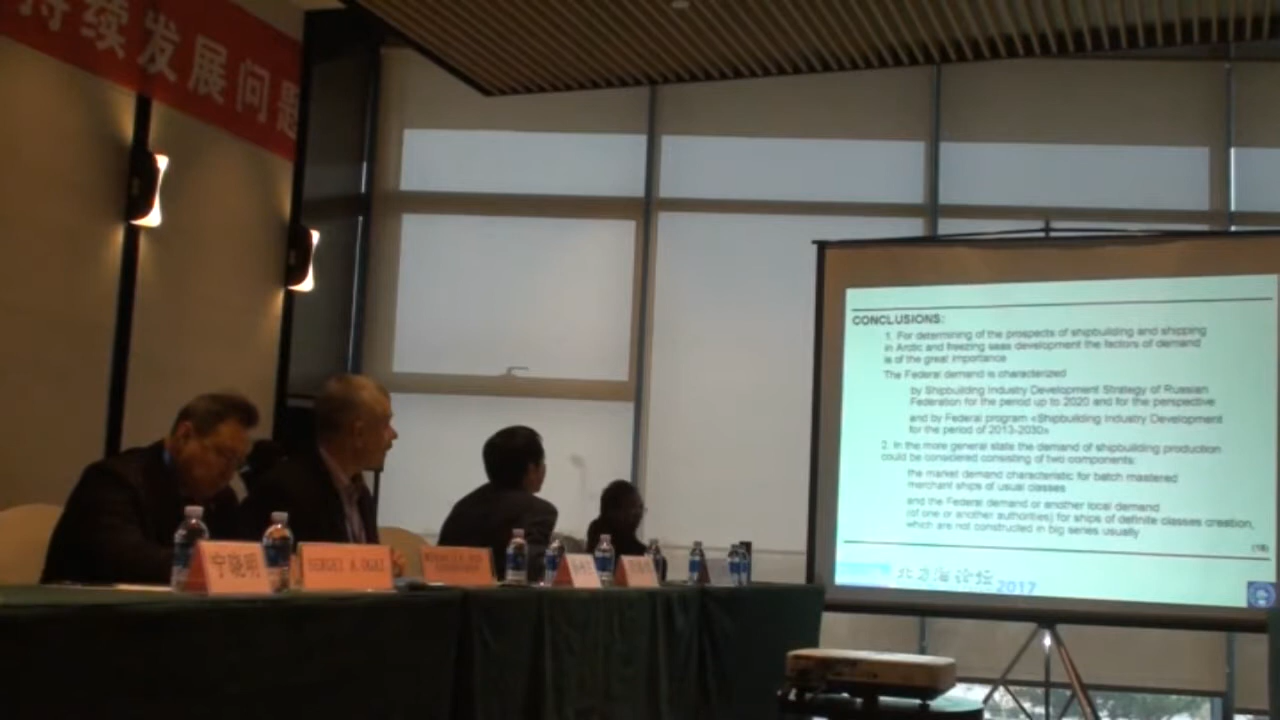 持续发展问题
CONCLUSIONS:
1. For determining of the prospects of shipbuilding and shipping
in Arctic and freezing seas development the factors of demand
is of the great importance
The Federal demand is characterized
by Shipbuilding Industry Development Strategy of Russian
Federation for the period up to 2020 and for the perspective
and by Federal program «Shipbuilding Industry Development
for the period of 2013-2030»
2. In the more general stats the demand of shipbuilding production
could be considered consisting of two components:
the market demand characteristic for batch mastered
merchant ships of usual classes
and the Federal demand or another local demand
(of one or another authorities) for ships of definite classes creation,
which are not constructed in big series usually
(18)
2017
宁晓明
SERGEI A. OGAI